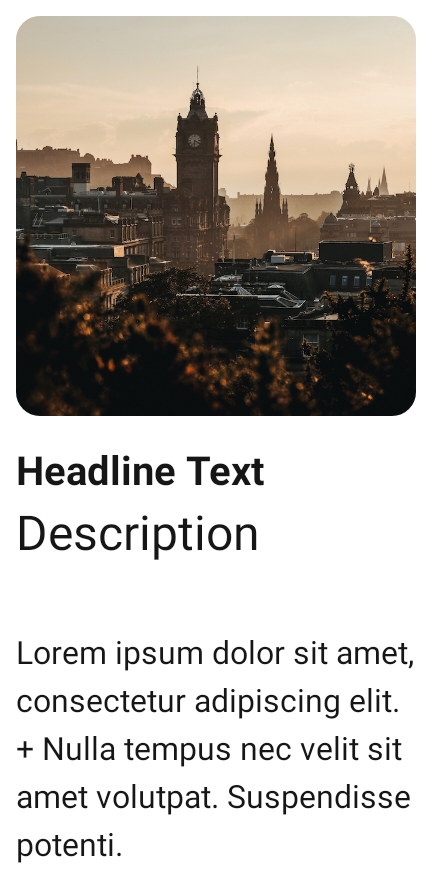 Headline Text
Description
Lorem ipsum dolor sit amet,
consectetur adipiscing elit.
+ Nulla tempus nec velit sit
amet volutpat. Suspendisse
potenti.